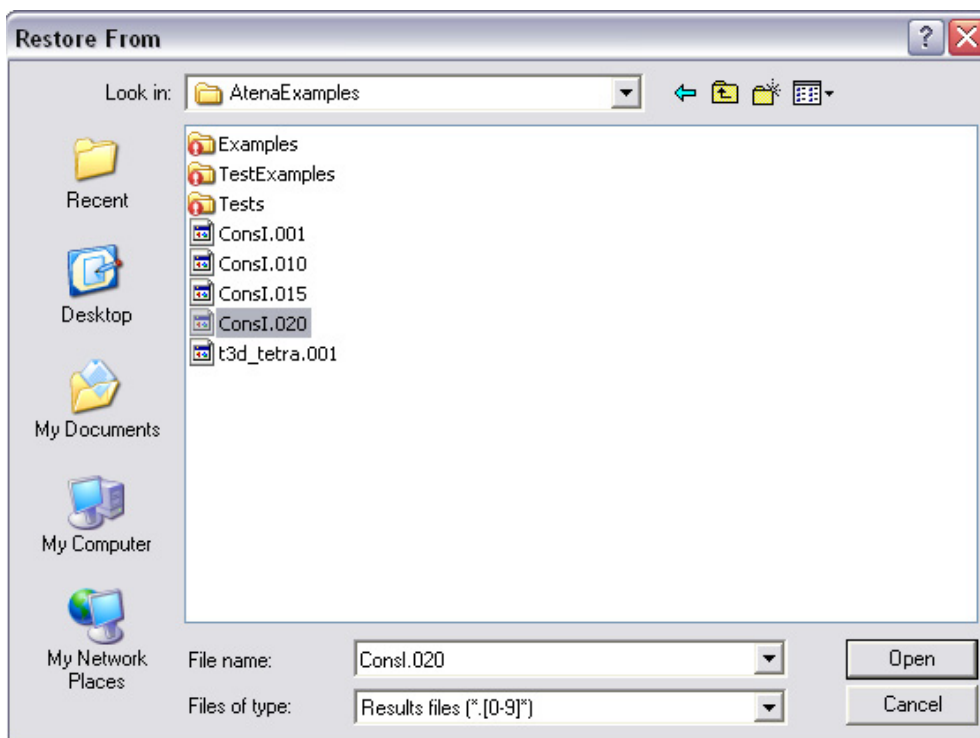 Restore From
Look in: AtenaExamples
Recent
Desktop
My Documents
My Computer
My Network
Places
Examples
TestExamples
Tests
ConsI.001
ConsI.010
ConsI.015
ConsI.020
t3d_tetra.001
File name: ConsI.020 Open
Files of type: Results files (*.[0-9]*) Cancel